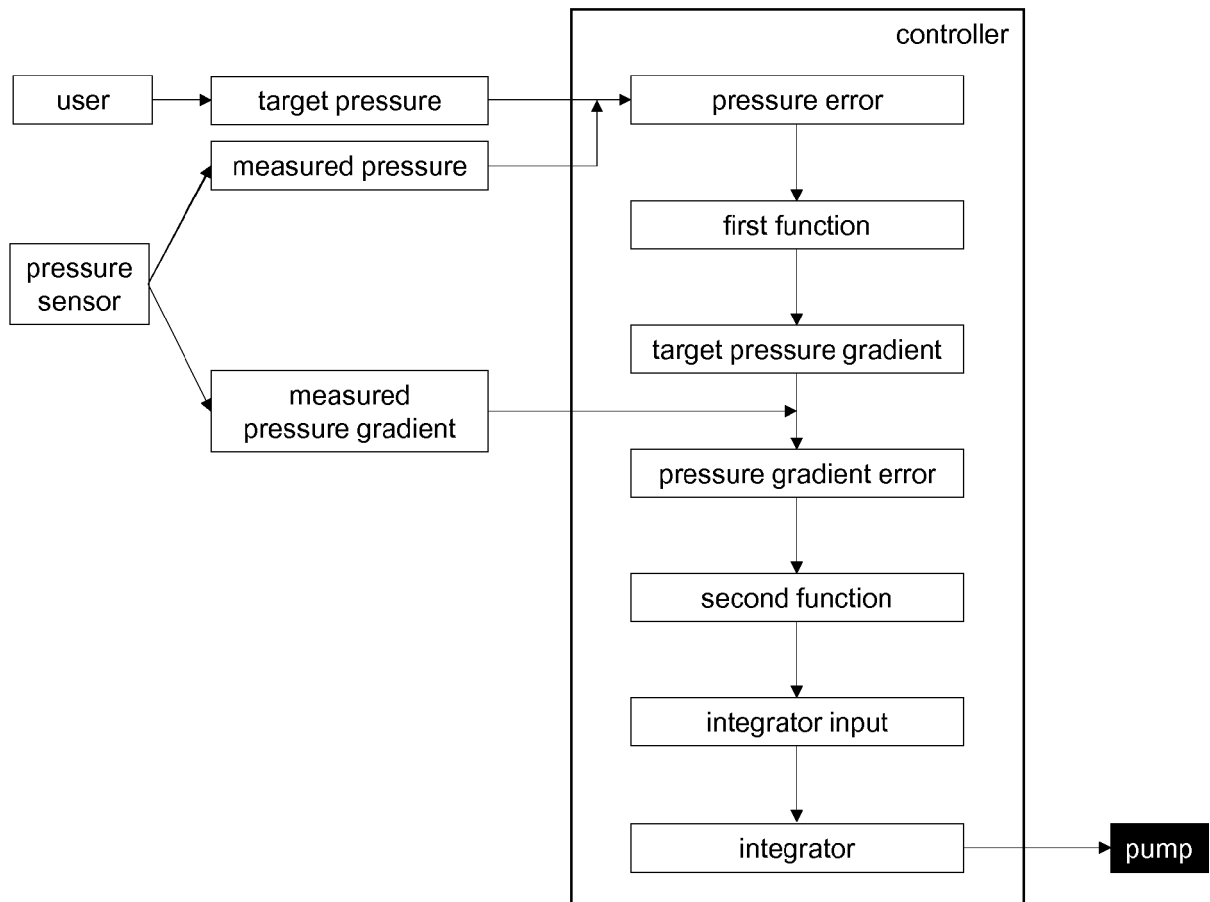 controller
user
target pressure
pressure error
measured pressure
first function
pressure
sensor
target pressure gradient
measured
pressure gradient
pressure gradient error
second function
integrator input
integrator
pump